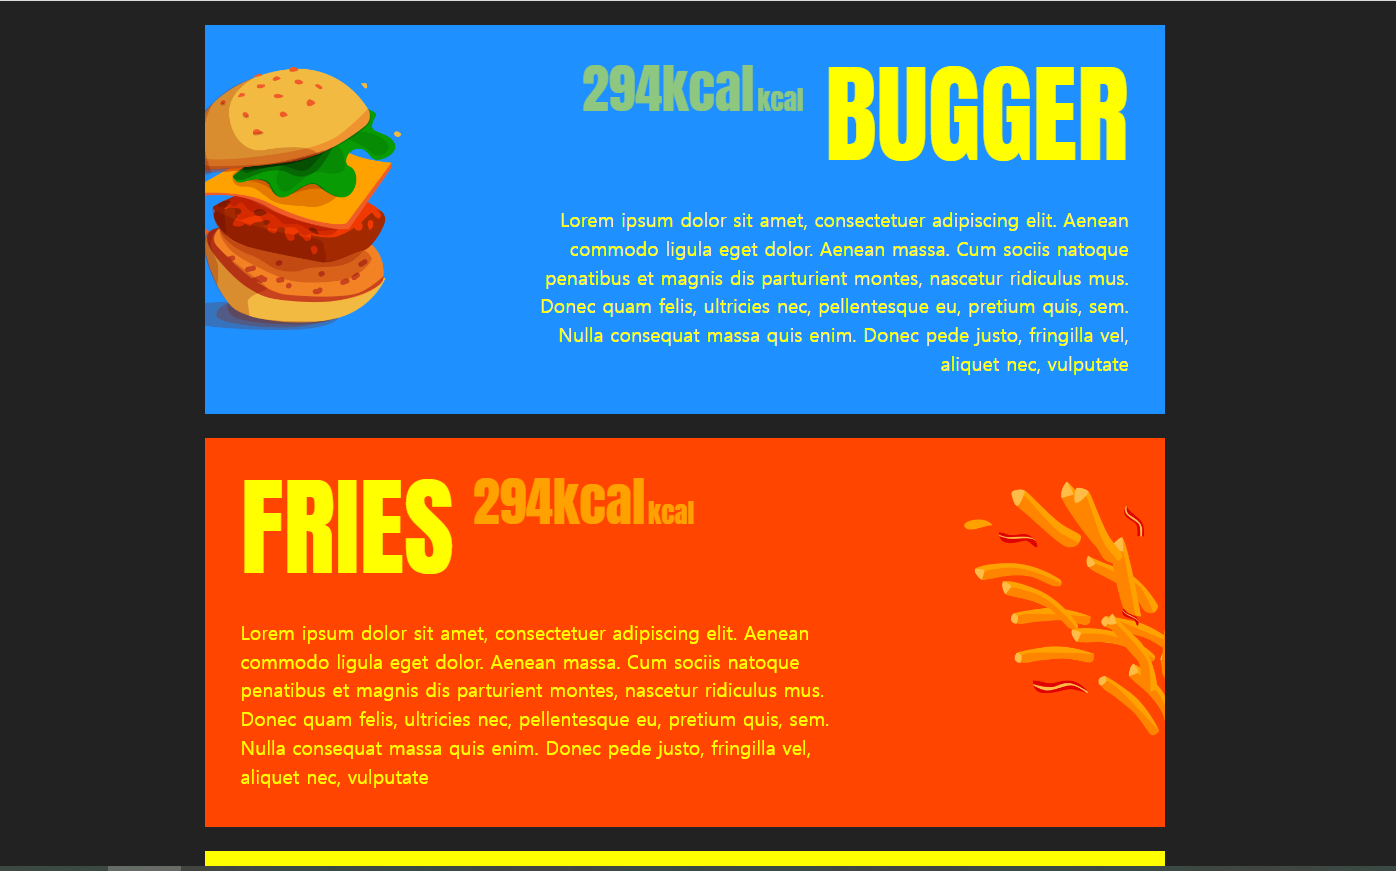 294kcal kcal BUGGER
Lorem ipsum dolor sit amet, consectetuer adipiscing elit. Aenean
commodo ligula eget dolor. Aenean massa. Cum sociis natoque
penatibus et magnis dis parturient montes, nascetur ridiculus mus.
Donec quam felis, ultricies nec, pellentesque eu, pretium quis, sem.
Nulla consequat massa quis enim. Donec pede justo, fringilla vel,
aliquet nec, vulputate
FRIES 294kcal kcal
Lorem ipsum dolor sit amet, consectetuer adipiscing elit. Aenean
commodo ligula eget dolor. Aenean massa. Cum sociis natoque
penatibus et magnis dis parturient montes, nascetur ridiculus mus.
Donec quam felis, ultricies nec, pellentesque eu, pretium quis, sem.
Nulla consequat massa quis enim. Donec pede justo, fringilla vel,
aliquet nec, vulputate